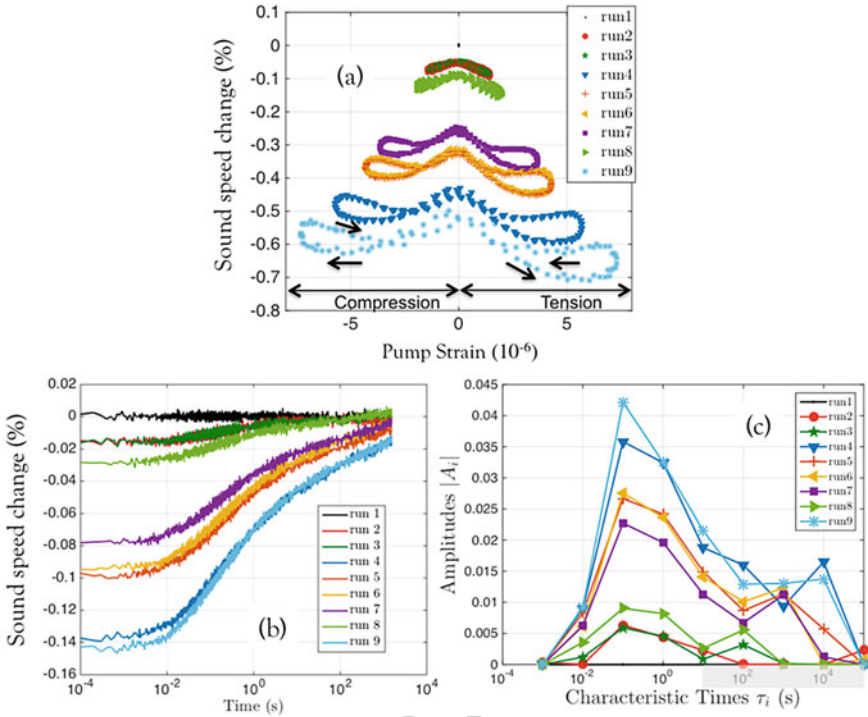 0.1
0
-0.1
-0.2
-0.3
-0.4
-0.5
-0.6
-0.7
-0.8
Sound speed change (%)
(a)
run1
run2
run3
run4
run5
run6
run7
run8
run9
Compression
Tension
-5
0
5
Pump Strain (10-6)
0.02
0
-0.02
-0.04
-0.06
-0.08
-0.1
-0.12
-0.14
-0.16
Sound speed change (%)
run 1
run 2
run 3
run 4
run 5
run 6
run 7
run 8
run 9
(b)
10-4
10-2
100
102
104
Time (s)
0.045
0.04
0.035
0.03
0.025
0.02
0.015
0.01
0.005
0
Amplitudes |Ai|
(c)
run1
run2
run3
run4
run5
run6
run7
run8
run9
10-4
10-2
100
102
104
Characteristic Times τi (s)